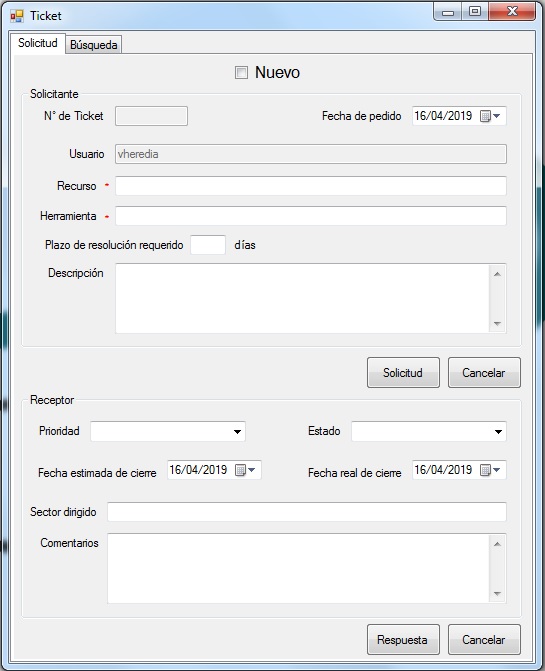 Ticket
Solicitud Búsqueda
Nuevo
Solicitante
N° de Ticket Fecha de pedido 16/04/2019
Usuario vheredia
Recurso *
Herramienta *
Plazo de resolución requerido días
Descripción
Solicitud Cancelar
Receptor
Prioridad Estado
Fecha estimada de cierre 16/04/2019 Fecha real de cierre 16/04/2019
Sector dirigido
Comentarios
Respuesta Cancelar